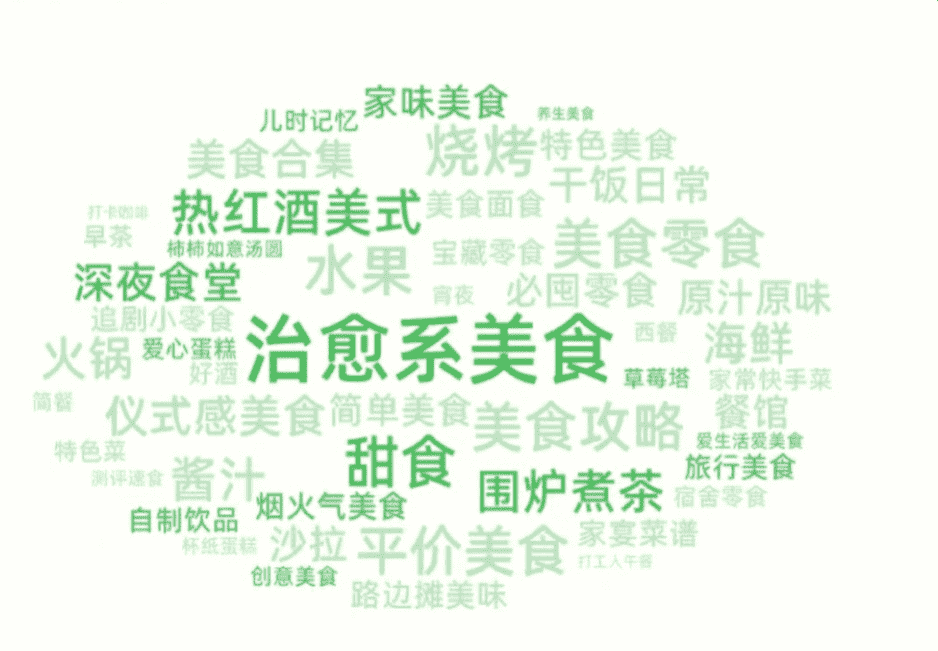 家味美食
儿时记忆
养生美食
烧烤
特色美食
美食合集
干饭日常
热红酒美式
美食面食
打卡咖啡
早茶
柿柿如意汤圆
水果
宝藏零食
美食零食
深夜食堂
宵夜
必囤零食
原汁原味
追剧小零食
治愈系美食
西餐
海鲜
火锅
爱心蛋糕
好酒
草莓塔
家常快手菜
简餐
仪式感美食
简单美食
美食攻略
餐馆
爱生活爱美食
特色菜
甜食
旅行美食
测评速食
酱汁
围炉煮茶
宿舍零食
烟火气美食
自制饮品
杯纸蛋糕
沙拉
平价美食
家宴菜谱
打工人午餐
创意美食
路边摊美味